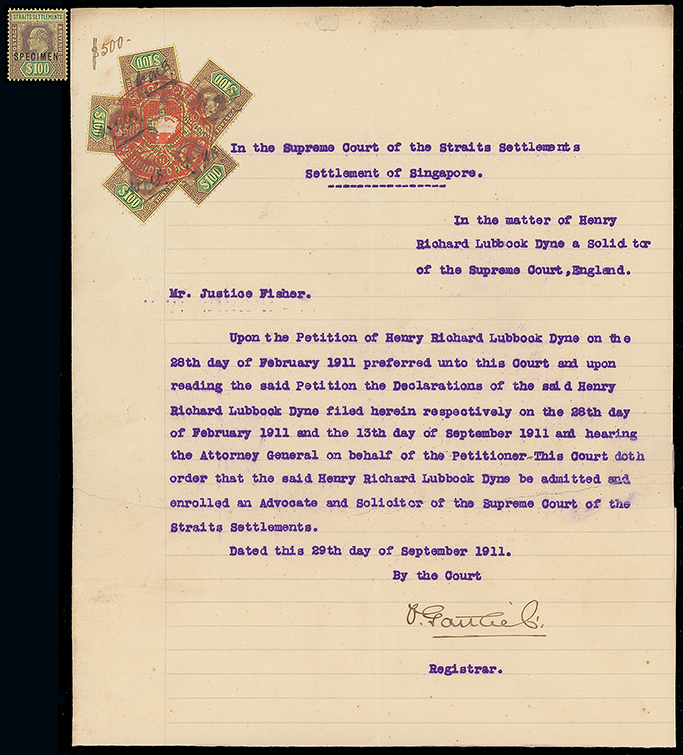 STRAITS SETTLEMENTS
SPECIMEN
$100
$500-
$100
$100
$100
$100
$100
In the Supreme Court of the Straits Settlements
Settlement of Singapore.
In the matter of Henry
Richard Lubbock Dyne a Solicitor
of the Supreme Court,England.
Mr. Justice Fisher.
Upon the Petition of Henry Richard Lubbock Dyne on the
28th day of February 1911 preferred unto this Court and upon
reading the said Petition the Declarations of the said Henry
Richard Lubbock Dyne filed herein respectively on the 28th day
of February 1911 and the 13th day of September 1911 and hearing
the Attorney General on behalf of the Petitioner-This Court doth
order that the said Henry Richard Lubbock Dyne be admitted and
enrolled an Advocate and Solicitor of the Supreme Court of the
Straits Settlements.
Dated this 29th day of September 1911.
By the Court
Registrar.